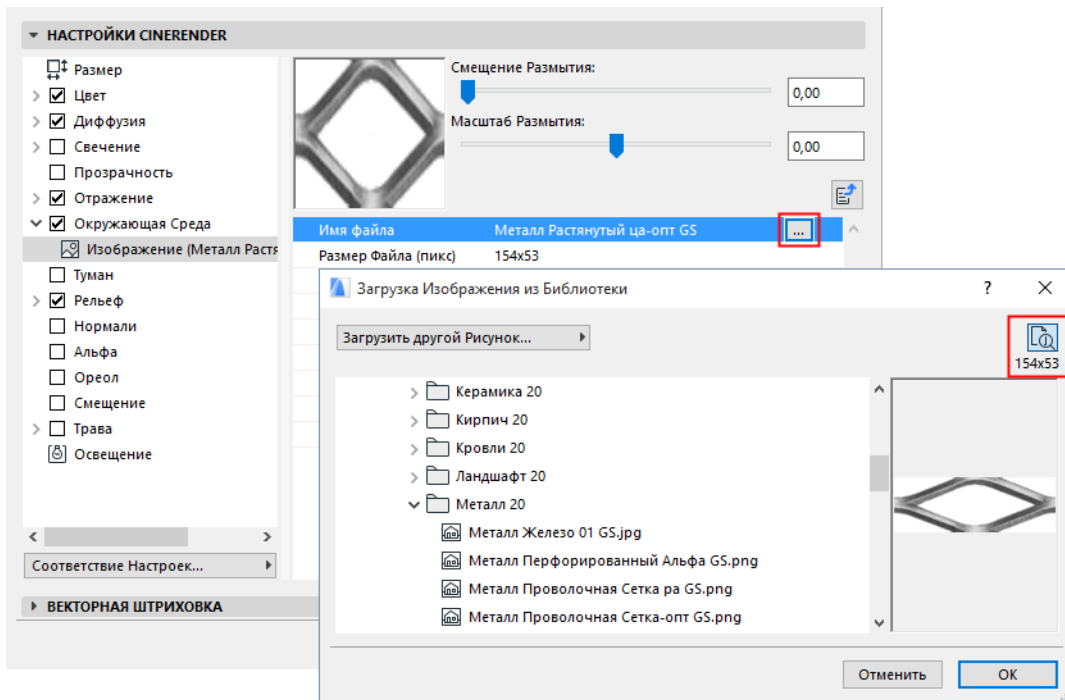 НАСТРОЙКИ CINERENDER
Размер
Цвет
Диффузия
Свечение
Прозрачность
Отражение
Окружающая Среда
Изображение (Металл Растя
Туман
Рельеф
Нормали
Альфа
Ореол
Смещение
Трава
Освещение
Соответствие Настроек...
ВЕКТОРНАЯ ШТРИХОВКА
Смещение Размытия:
0,00
Масштаб Размытия:
0,00
Имя файла Металл Растянутый ца-опт GS ...
Размер Файла (пикс) 154x53
Загрузка Изображения из Библиотеки ?
Загрузить другой Рисунок...
154x53
Керамика 20
Кирпич 20
Кровли 20
Ландшафт 20
Металл 20
Металл Железо 01 GS.jpg
Металл Перфорированный Альфа GS.png
Металл Проволочная Сетка ра GS.png
Металл Проволочная Сетка-опт GS.png
Отменить OK